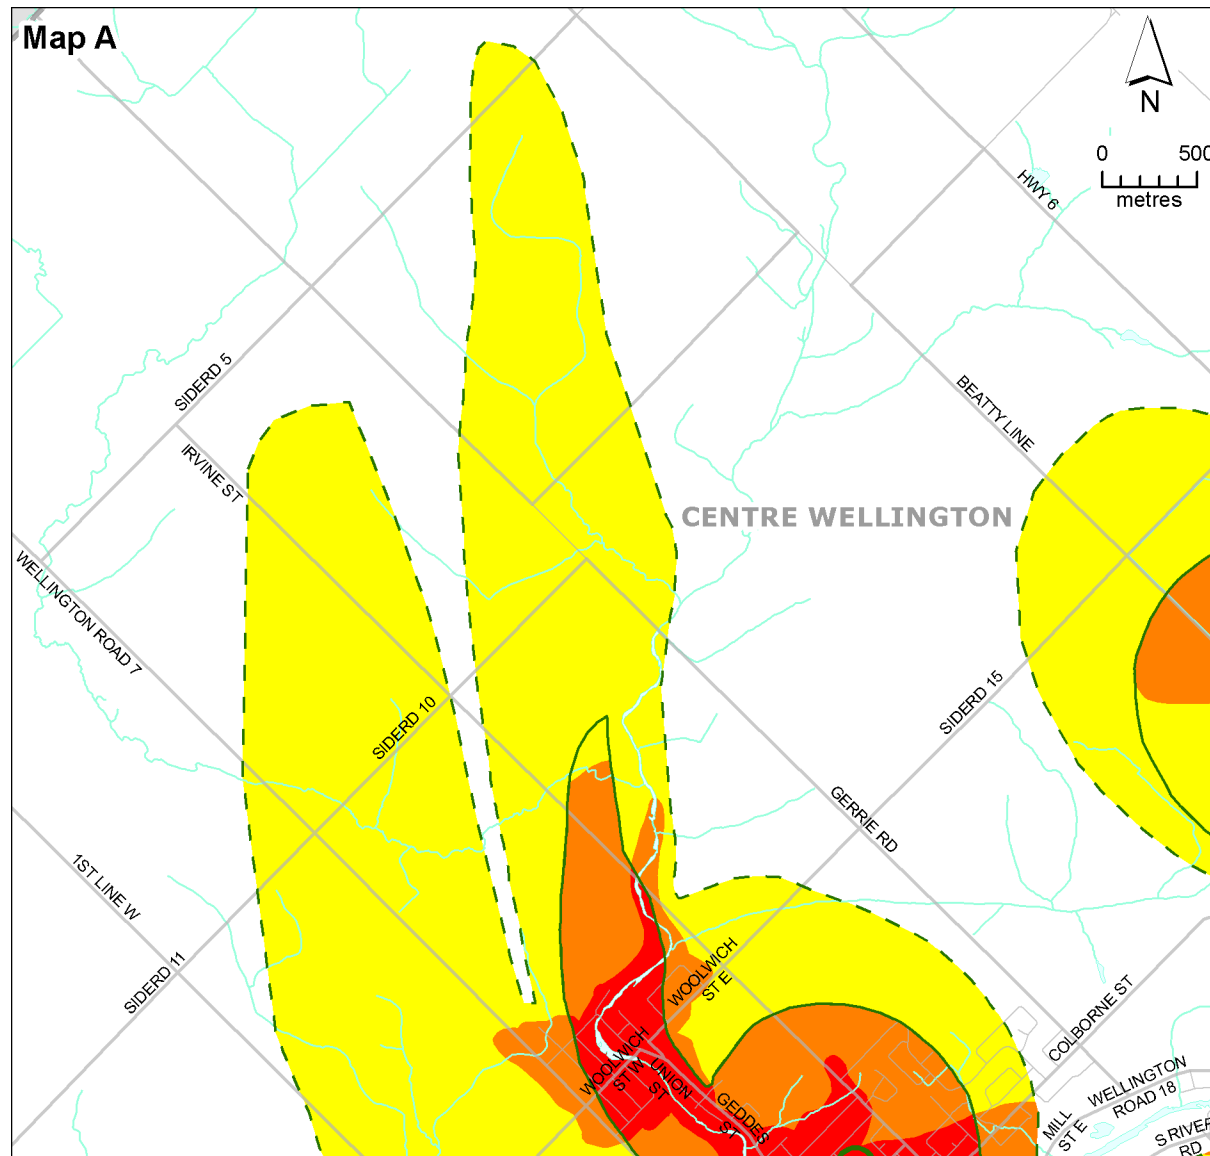 Map A
N
0 500
metres
HWY 6
SIDERD 5
BEATTY LINE
IRVINE ST
CENTRE WELLINGTON
WELLINGTON ROAD 7
SIDERD 10
SIDERD 15
GERRIE RD
1ST LINE W
SIDERD 11
WOOLWICH
ST E
COLBORNE ST
WOOLWICH
ST W
UNION
ST
GEDDES
ST
WELLINGTON
ROAD 18
MILL
ST E
S RIVER
RD